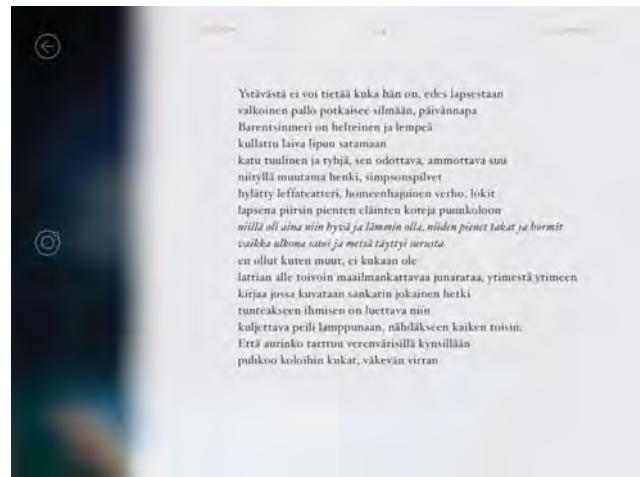 Ystävästä ei voi tietää kuka hän on, edes lapsestaan
valkoinen pallo potkaisee silmään, päivännapa
Barentsinmeri on helteinen ja lempeä
kullattu laiva lipuu satamaan
katu tuulinen ja tyhjä, sen odottava, ammottava suu
niityllä muutama henki, simpsonspilvet
hylätty leffateatteri, homeenhajuinen verho, lokit
lapsena piirsin pienten eläinten koteja puunkoloon
niillä oli aina niin hyvä ja lämmin olla, niiden pienet takat ja hormit
vaikka ulkona satoi ja metsä täyttyi surusta
en ollut kuten muut, ei kukaan ole
lattian alle toivoin maailmankattavaa junarataa, ytimestä ytimeen
kirjaa jossa kuvataan sankarin jokainen hetki
tunteakseen ihmisen on luettava niin
kuljettava peili lamppunaan, nähdäkseen kaiken toisin.
Että aurinko tarttuu verenvärisillä kynsillään
puhkoo koloihin kukat, väkevän virran